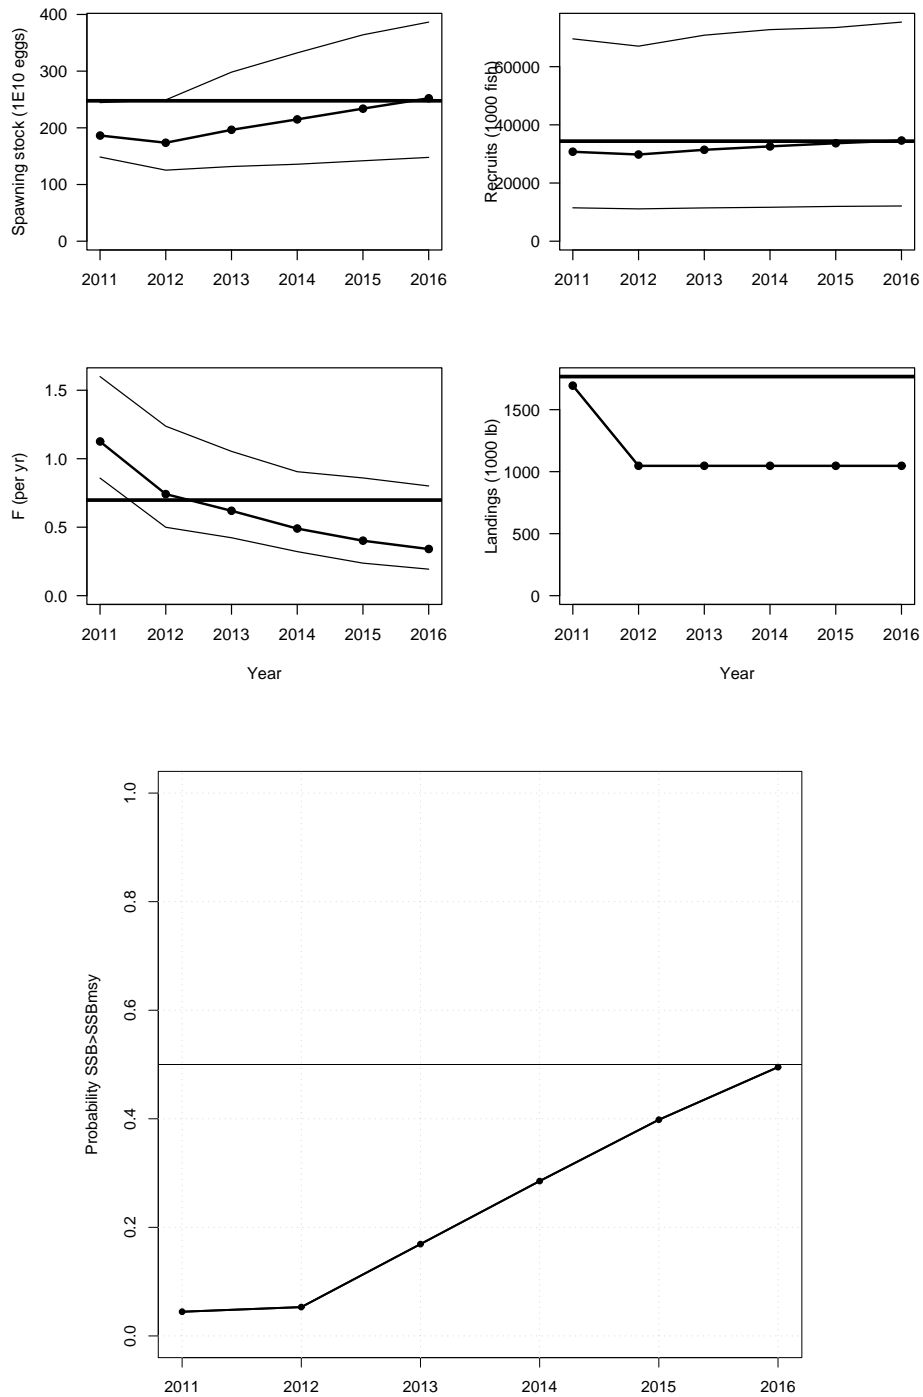 Spawning stock (1E10 eggs)
400
300
200
100
0
2011 2012 2013 2014 2015 2016
Recruits (1000 fish)
60000
40000
20000
0
2011 2012 2013 2014 2015 2016
F (per yr)
1.5
1.0
0.5
0.0
2011 2012 2013 2014 2015 2016
Year
Landings (1000 lb)
1500
1000
500
0
2011 2012 2013 2014 2015 2016
Year
Probability SSB>SSBmsy
1.0
0.8
0.6
0.4
0.2
0.0
2011 2012 2013 2014 2015 2016